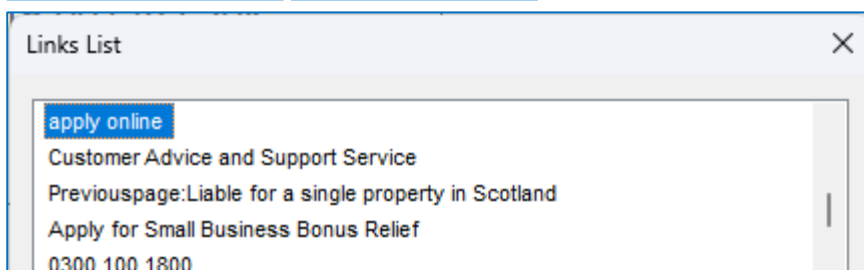 Links List
apply online
Customer Advice and Support Service
Previouspage:Liable for a single property in Scotland
Apply for Small Business Bonus Relief
0300 100 1800